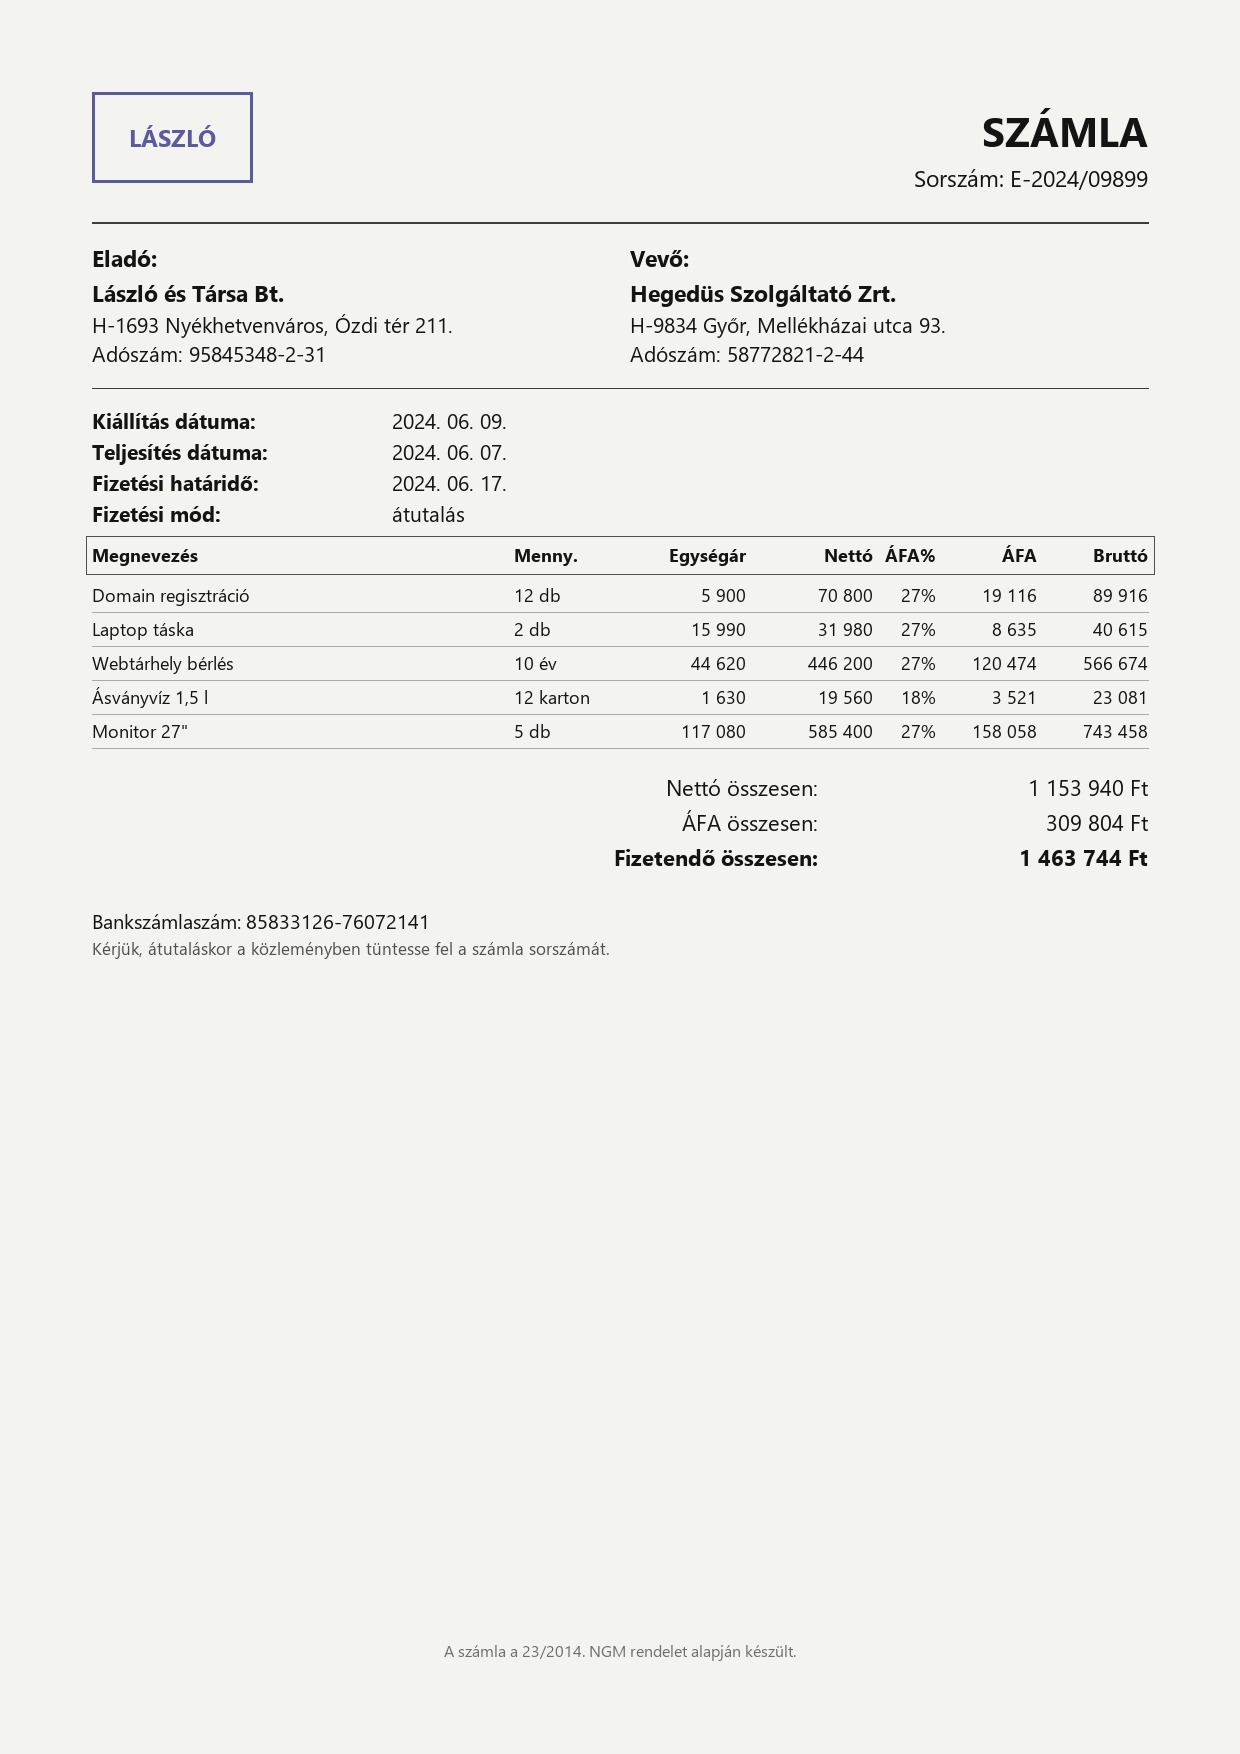 LÁSZLÓ
SZÁMLA
Sorszám: E-2024/09899
Eladó:
László és Társa Bt.
H-1693 Nyékhetvenváros, Ózdi tér 211.
Adószám: 95845348-2-31
Vevő:
Hegedüs Szolgáltató Zrt.
H-9834 Győr, Mellékházai utca 93.
Adószám: 58772821-2-44
Kiállítás dátuma: 2024. 06. 09.
Teljesítés dátuma: 2024. 06. 07.
Fizetési határidő: 2024. 06. 17.
Fizetési mód: átutalás
Megnevezés Menny. Egységár Nettó ÁFA% ÁFA Bruttó
Domain regisztráció 12 db 5 900 70 800 27% 19 116 89 916
Laptop táska 2 db 15 990 31 980 27% 8 635 40 615
Webtárhely bérlés 10 év 44 620 446 200 27% 120 474 566 674
Ásványvíz 1,5 l 12 karton 1 630 19 560 18% 3 521 23 081
Monitor 27" 5 db 117 080 585 400 27% 158 058 743 458
Nettó összesen: 1 153 940 Ft
ÁFA összesen: 309 804 Ft
Fizetendő összesen: 1 463 744 Ft
Bankszámlaszám: 85833126-76072141
Kérjük, átutaláskor a közleményben tüntesse fel a számla sorszámát.
A számla a 23/2014. NGM rendelet alapján készült.